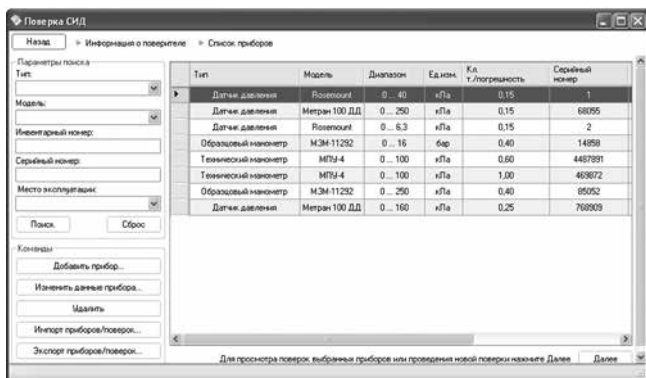 Поверка СИД
Назад ► Информация о поверителе ► Список приборов
Параметры поиска
Тип:
Модель:
Инвентарный номер:
Серийный номер:
Место эксплуатации:
Поиск Сброс
Команды
Добавить прибор...
Изменить данные прибора...
Удалить
Импорт приборов/поверок...
Экспорт приборов/поверок...
Тип Модель Диапазон Ед.изм. Кл. т./погрешность Серийный номер
Датчик давления Rosemount 0 ... 40 кПа 0,15 1
Датчик давления Метран 100 ДД 0 ... 250 кПа 0,15 68055
Датчик давления Rosemount 0 ... 6,3 кПа 0,15 2
Образцовый манометр МЭМ-11292 0 ... 16 бар 0,40 14858
Технический манометр МПУ-4 0 ... 100 кПа 0,60 4487891
Технический манометр МПУ-4 0 ... 100 кПа 1,00 469872
Образцовый манометр МЭМ-11292 0 ... 250 кПа 0,40 85052
Датчик давления Метран 100 ДД 0 ... 160 кПа 0,25 768909
Для просмотра поверок выбранных приборов или проведения новой поверки нажмите Далее Далее